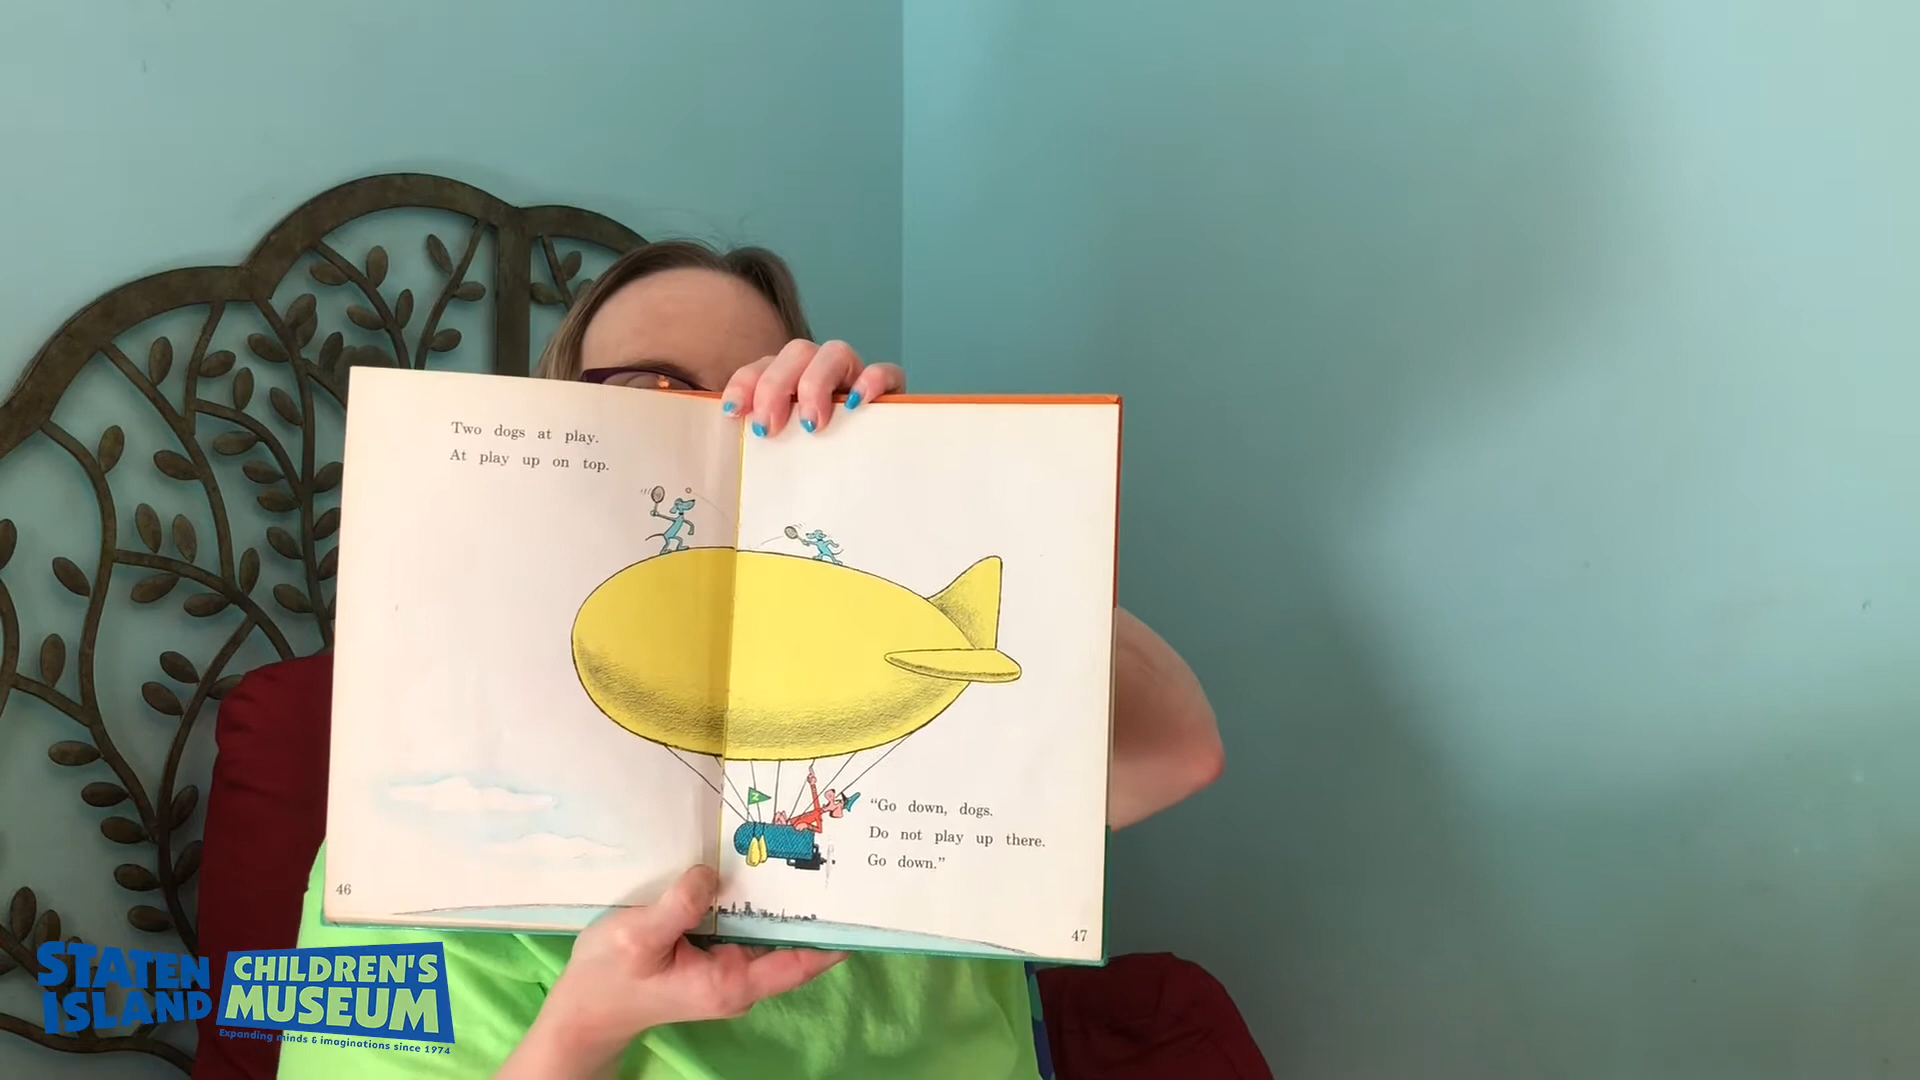 Two dogs at play.
At play up on top.
Z
"Go down, dogs.
Do not play up there.
Go down."
46
47
STATEN
ISLAND
CHILDREN'S
MUSEUM
Expanding minds & imaginations since 1974